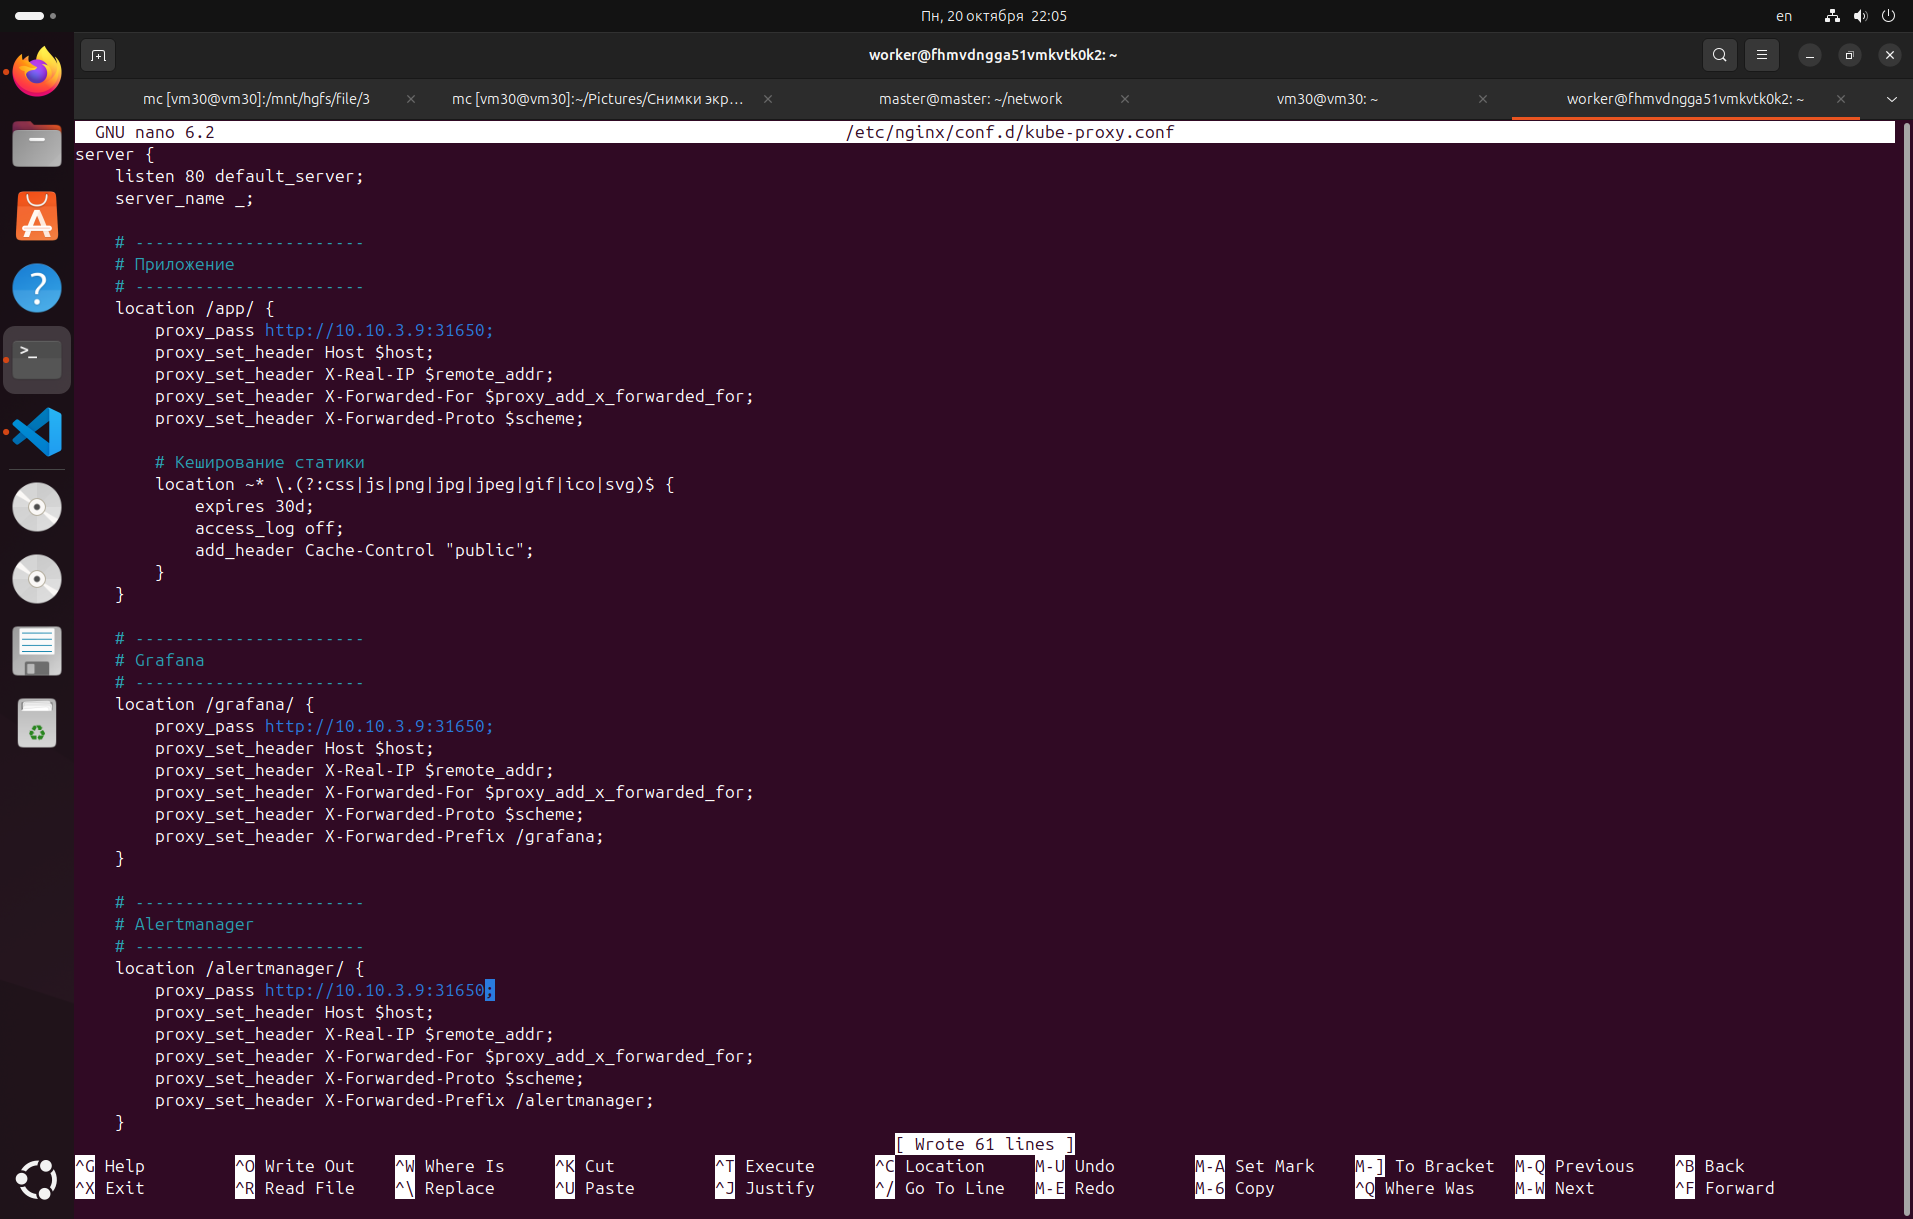 Пн, 20 октября 22:05
en
worker@fhmvdngga51vmkvtk0k2: ~
mc [vm30@vm30]:/mnt/hgfs/file/3
mc [vm30@vm30]:~/Pictures/Снимки экр…
master@master: ~/network
vm30@vm30: ~
worker@fhmvdngga51vmkvtk0k2: ~
GNU nano 6.2 /etc/nginx/conf.d/kube-proxy.conf
server {
    listen 80 default_server;
    server_name _;

    # -----------------------
    # Приложение
    # -----------------------
    location /app/ {
        proxy_pass http://10.10.3.9:31650;
        proxy_set_header Host $host;
        proxy_set_header X-Real-IP $remote_addr;
        proxy_set_header X-Forwarded-For $proxy_add_x_forwarded_for;
        proxy_set_header X-Forwarded-Proto $scheme;

        # Кеширование статики
        location ~* \.(?:css|js|png|jpg|jpeg|gif|ico|svg)$ {
            expires 30d;
            access_log off;
            add_header Cache-Control "public";
        }
    }

    # -----------------------
    # Grafana
    # -----------------------
    location /grafana/ {
        proxy_pass http://10.10.3.9:31650;
        proxy_set_header Host $host;
        proxy_set_header X-Real-IP $remote_addr;
        proxy_set_header X-Forwarded-For $proxy_add_x_forwarded_for;
        proxy_set_header X-Forwarded-Proto $scheme;
        proxy_set_header X-Forwarded-Prefix /grafana;
    }

    # -----------------------
    # Alertmanager
    # -----------------------
    location /alertmanager/ {
        proxy_pass http://10.10.3.9:31650;
        proxy_set_header Host $host;
        proxy_set_header X-Real-IP $remote_addr;
        proxy_set_header X-Forwarded-For $proxy_add_x_forwarded_for;
        proxy_set_header X-Forwarded-Proto $scheme;
        proxy_set_header X-Forwarded-Prefix /alertmanager;
    }
[ Wrote 61 lines ]
^G Help ^O Write Out ^W Where Is ^K Cut ^T Execute ^C Location M-U Undo M-A Set Mark M-] To Bracket M-Q Previous ^B Back
^X Exit ^R Read File ^\ Replace ^U Paste ^J Justify ^/ Go To Line M-E Redo M-6 Copy ^Q Where Was M-W Next ^F Forward